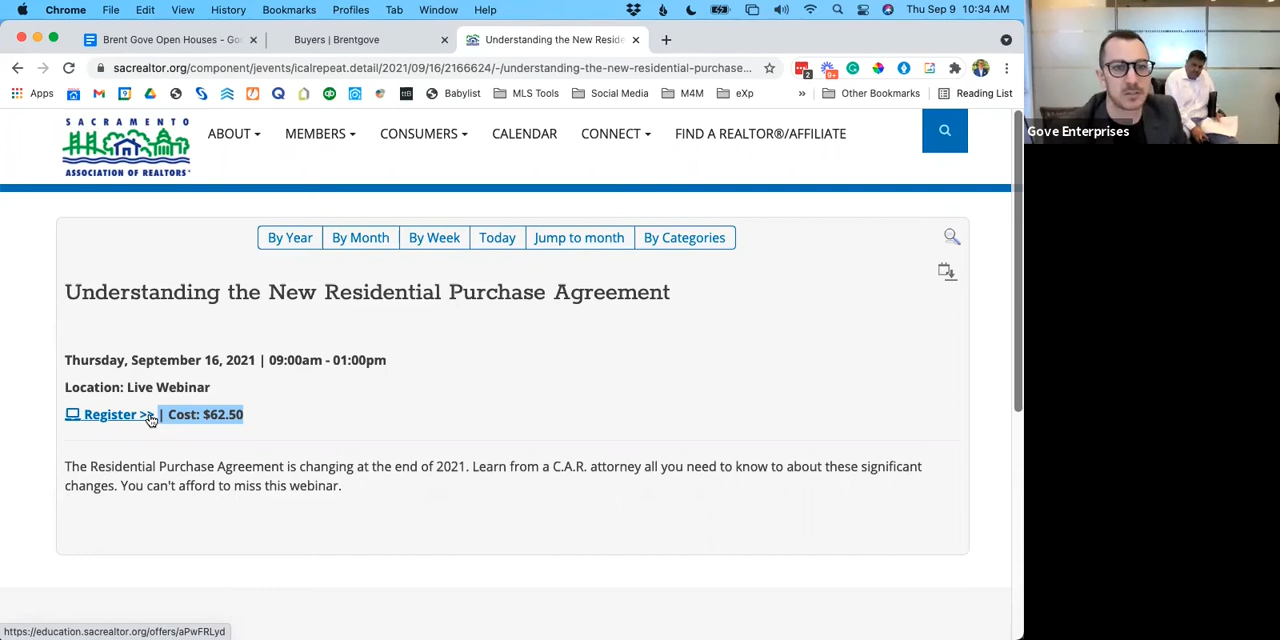 Chrome File Edit View History Bookmarks Profiles Tab Window Help Thu Sep 9 10:34 AM
Brent Gove Open Houses - Go Buyers | Brentgove Understanding the New Reside
sacrealtor.org/component/jevents/icalrepeat.detail/2021/09/16/2166624/-/understanding-the-new-residential-purchase... 2 9+
Apps Babylist MLS Tools Social Media M4M eXp » Other Bookmarks Reading List
SACRAMENTO
ASSOCIATION OF REALTORS®
ABOUT MEMBERS CONSUMERS CALENDAR CONNECT FIND A REALTOR®/AFFILIATE
Gove Enterprises
By Year By Month By Week Today Jump to month By Categories
Understanding the New Residential Purchase Agreement
Thursday, September 16, 2021 | 09:00am - 01:00pm
Location: Live Webinar
Register >> | Cost: $62.50
The Residential Purchase Agreement is changing at the end of 2021. Learn from a C.A.R. attorney all you need to know to about these significant
changes. You can't afford to miss this webinar.
https://education.sacrealtor.org/offers/aPwFRLyd